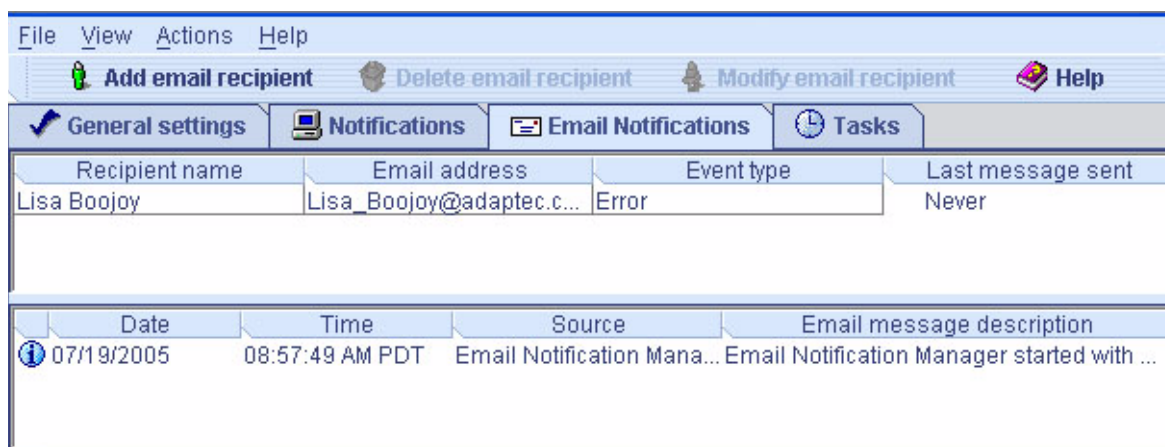 File View Actions Help
Add email recipient Delete email recipient Modify email recipient Help
General settings Notifications Email Notifications Tasks
Recipient name Email address Event type Last message sent
Lisa Boojoy Lisa_Boojoy@adaptec.c... Error Never
Date Time Source Email message description
07/19/2005 08:57:49 AM PDT Email Notification Mana... Email Notification Manager started with ...